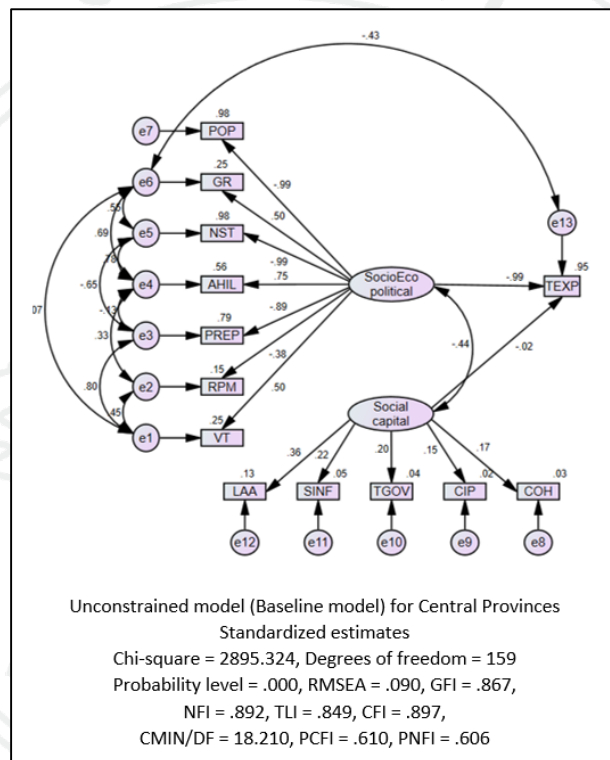 -.43
.98
e7
POP
.25
-.99
e6
GR
.55
.50
.98
e13
.69
e5
NST
-.99
.78
.56
SocioEco
political
-.99
.95
TEXP
-.65
e4
AHIL
.75
.07
-.13
.79
-.89
.33
e3
PREP
-.44
-.02
.15
-.38
.80
e2
RPM
.50
.45
.25
Social
capital
e1
VT
.36
.22
.20
.15
.17
.13
.05
.04
.02
.03
LAA
SINF
TGOV
CIP
COH
e12
e11
e10
e9
e8
Unconstrained model (Baseline model) for Central Provinces
Standardized estimates
Chi-square = 2895.324, Degrees of freedom = 159
Probability level = .000, RMSEA = .090, GFI = .867,
NFI = .892, TLI = .849, CFI = .897,
CMIN/DF = 18.210, PCFI = .610, PNFI = .606